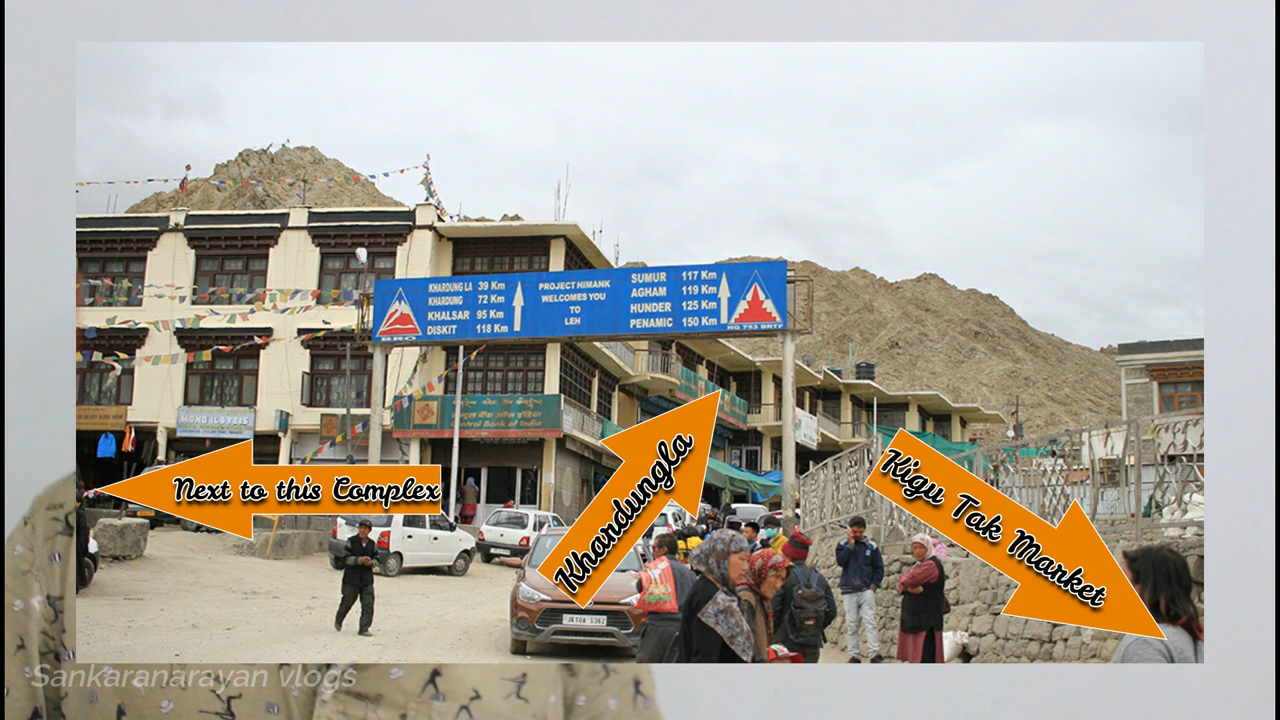 KHARDUNG LA 39 Km
KHARDUNG 72 Km
KHALSAR 95 Km
DISKIT 118 Km
BRO
PROJECT HIMANK
WELCOMES YOU
TO
LEH
SUMUR 117 Km
AGHAM 119 Km
HUNDER 125 Km
PENAMIC 150 Km
HQ 753 BRTF
सेन्ट्रल बैंक ऑफ इंडिया
Central Bank of India
Next to this Complex
Khandungla
Kigu Tak Market
Sankaranarayan vlogs